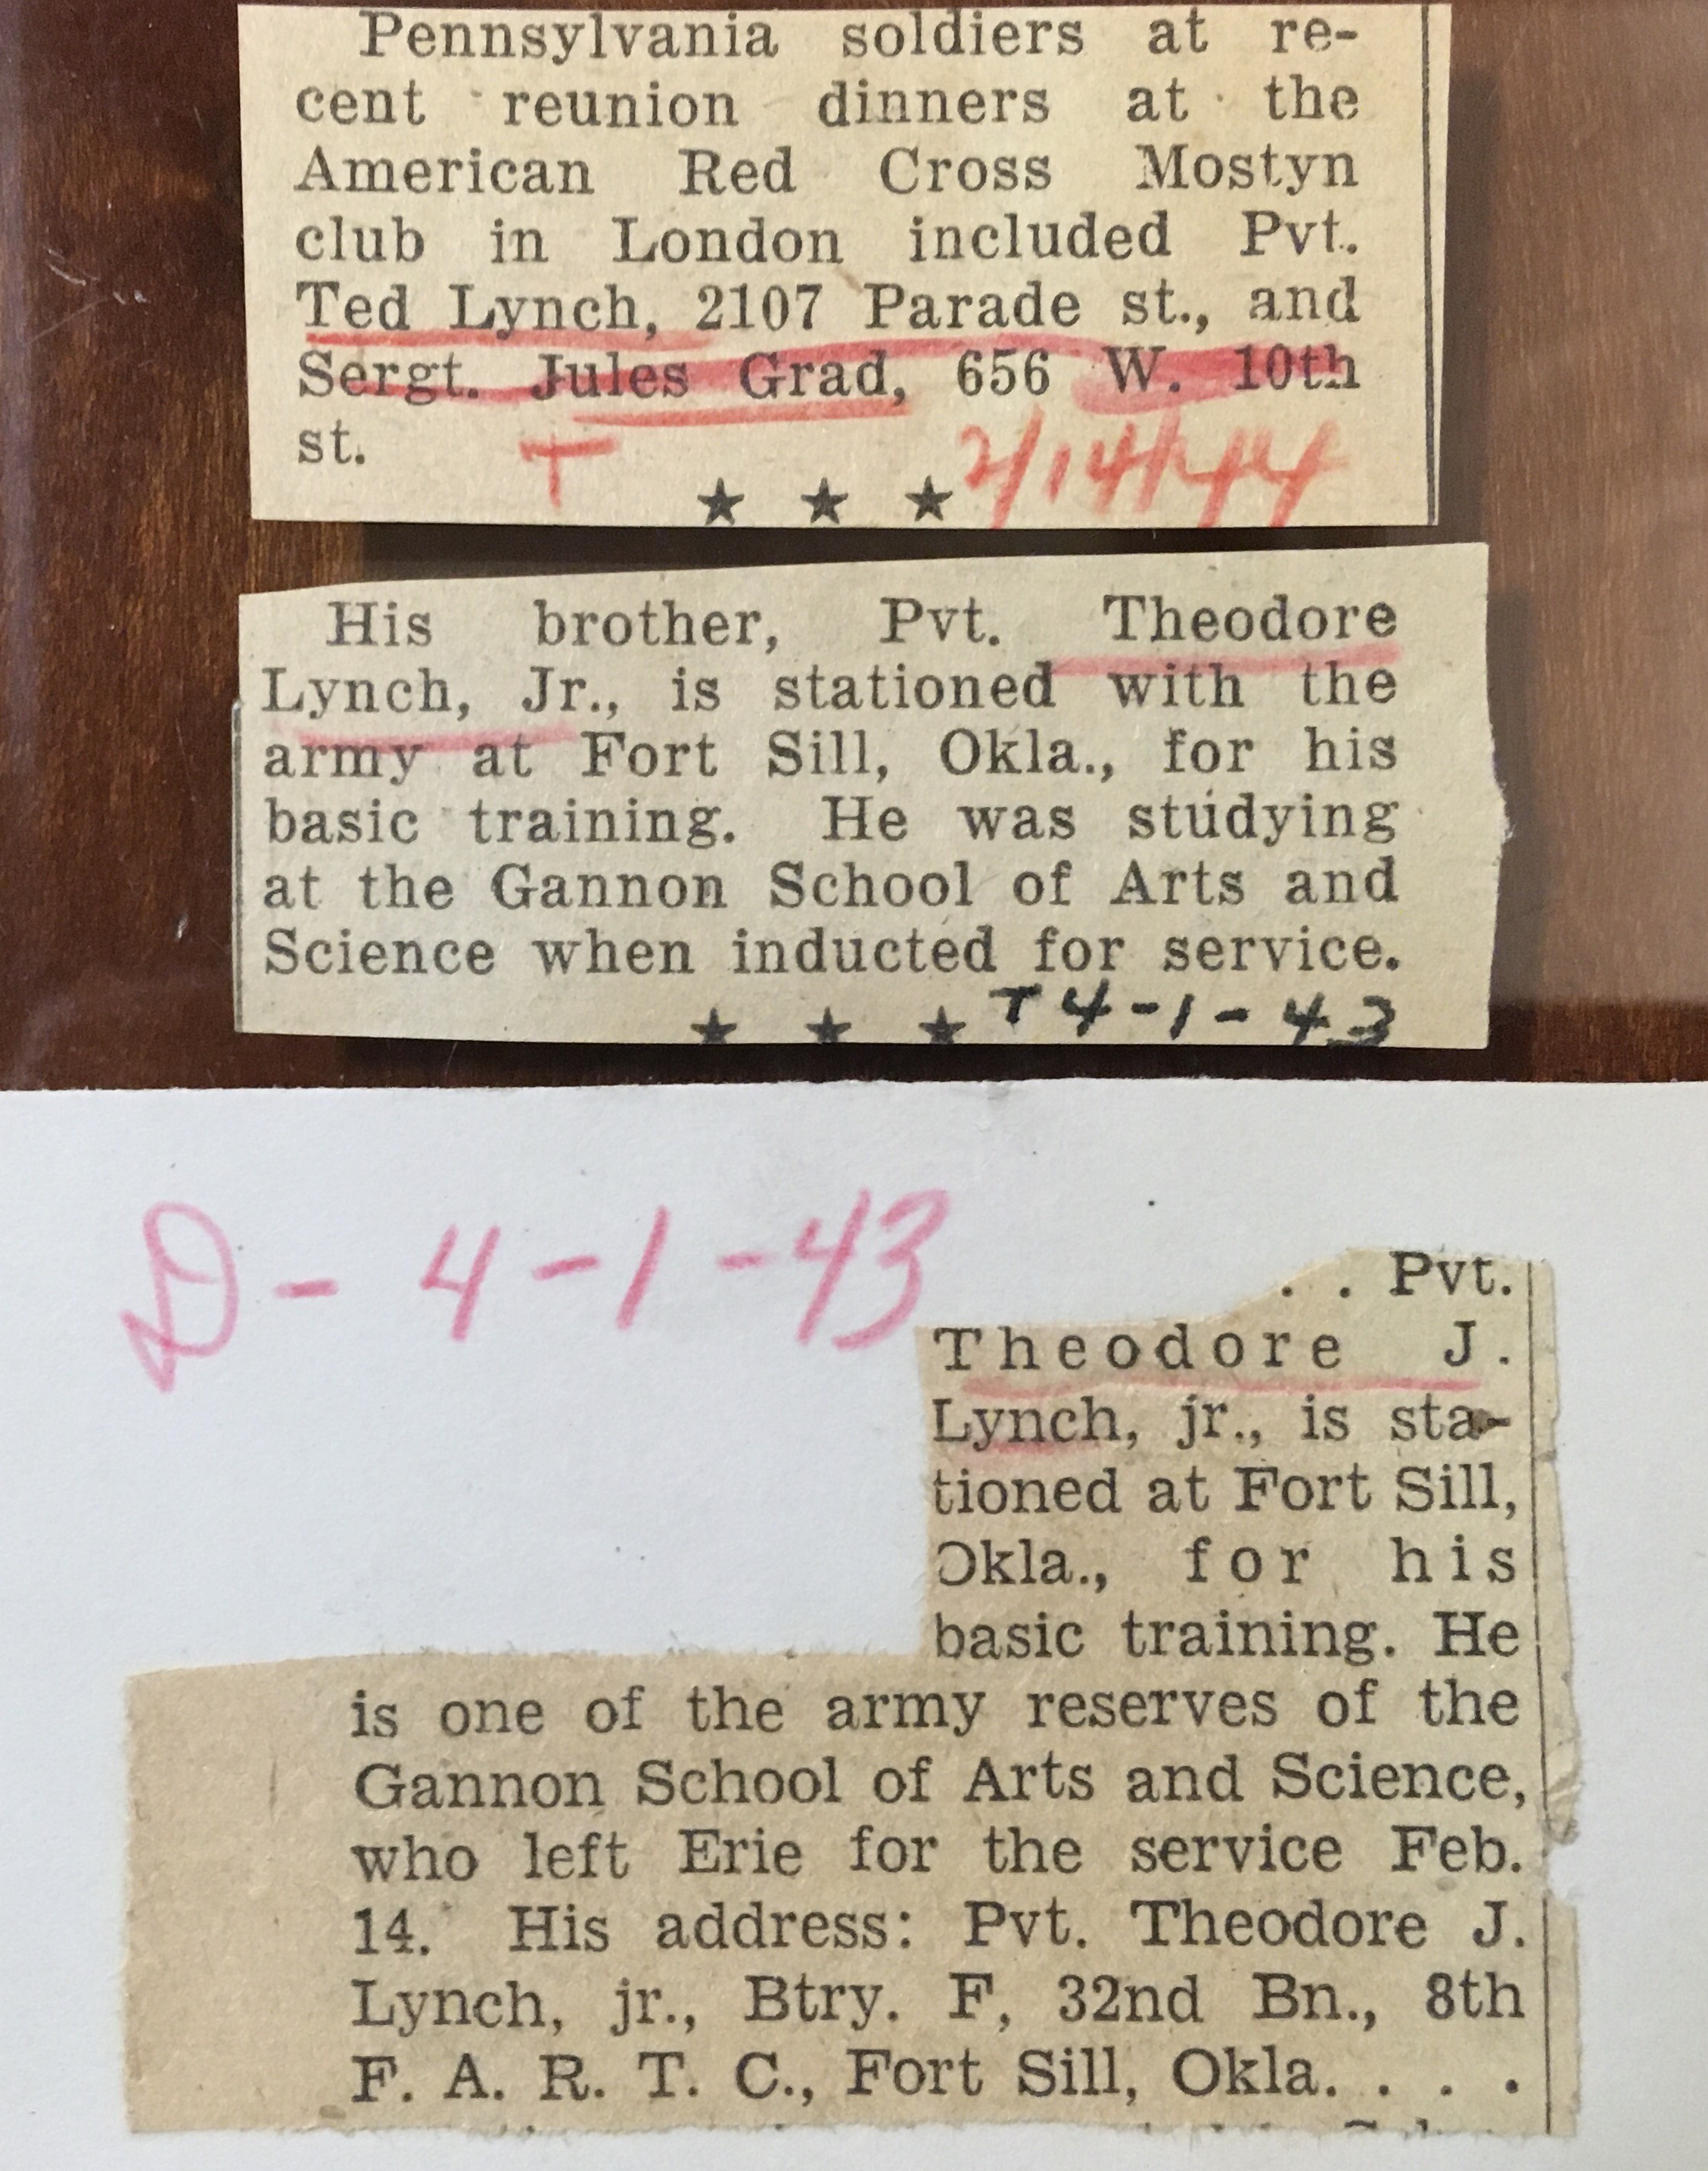 Pennsylvania soldiers at re-
cent reunion dinners at the
American Red Cross Mostyn
club in London included Pvt.
Ted Lynch, 2107 Parade st., and
Sergt. Jules Grad, 656 W. 10th
st.
T
★ ★ ★ 2/14/44
His brother, Pvt. Theodore
Lynch, Jr., is stationed with the
army at Fort Sill, Okla., for his
basic training. He was studying
at the Gannon School of Arts and
Science when inducted for service.
★ ★ ★ T 4-1-43
D- 4-1-43
. . Pvt.
Theodore J.
Lynch, jr., is sta-
tioned at Fort Sill,
Okla., for his
basic training. He
is one of the army reserves of the
Gannon School of Arts and Science,
who left Erie for the service Feb.
14. His address: Pvt. Theodore J.
Lynch, jr., Btry. F, 32nd Bn., 8th
F. A. R. T. C., Fort Sill, Okla. . . .